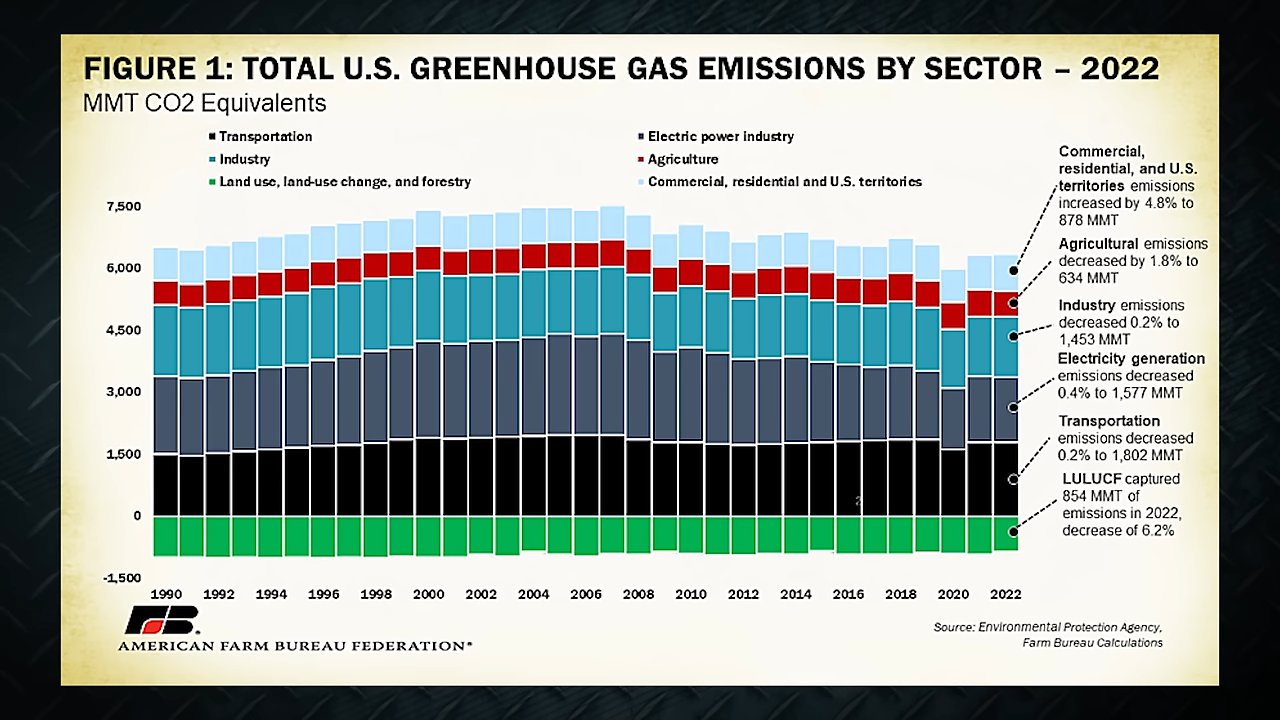 FIGURE 1: TOTAL U.S. GREENHOUSE GAS EMISSIONS BY SECTOR – 2022
MMT CO2 Equivalents
Transportation
Electric power industry
Industry
Agriculture
Land use, land-use change, and forestry
Commercial, residential and U.S. territories
7,500
6,000
4,500
3,000
1,500
0
-1,500
1990 1992 1994 1996 1998 2000 2002 2004 2006 2008 2010 2012 2014 2016 2018 2020 2022
2
Commercial,
residential, and U.S.
territories emissions
increased by 4.8% to
878 MMT
Agricultural emissions
decreased by 1.8% to
634 MMT
Industry emissions
decreased 0.2% to
1,453 MMT
Electricity generation
emissions decreased
0.4% to 1,577 MMT
Transportation
emissions decreased
0.2% to 1,802 MMT
LULUCF captured
854 MMT of
emissions in 2022,
decrease of 6.2%
FB
AMERICAN FARM BUREAU FEDERATION®
Source: Environmental Protection Agency,
Farm Bureau Calculations